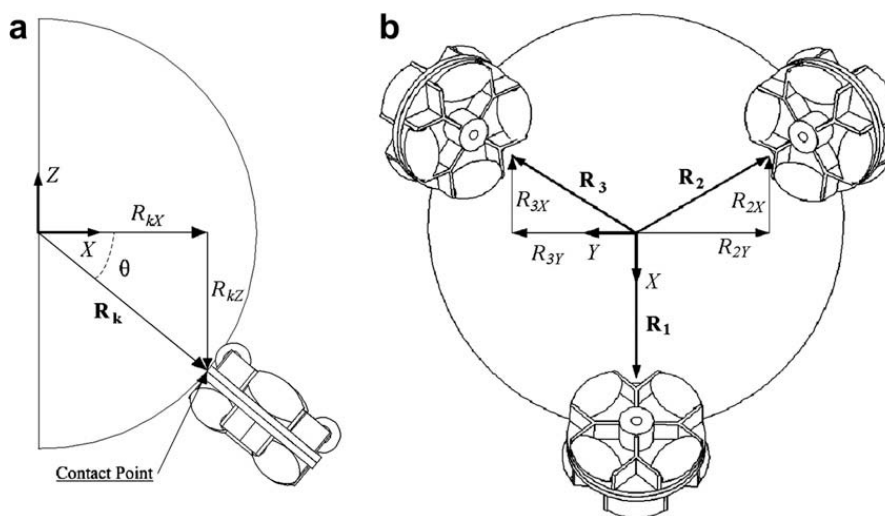 a
Z
R_kX
X
θ
R_kZ
R_k
Contact Point
b
R_3
R_2
R_3X
R_2X
R_3Y
Y
R_2Y
X
R_1